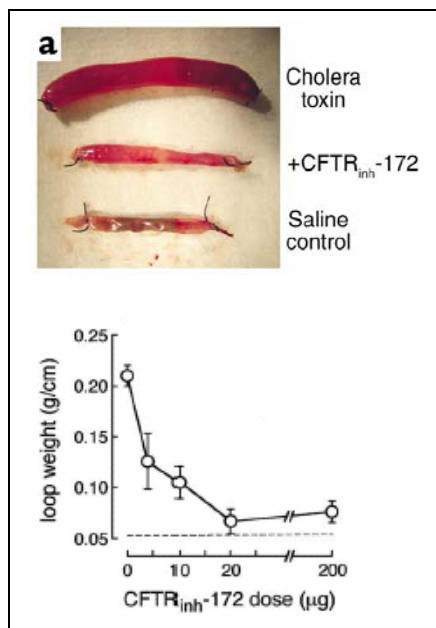 a
Cholera
toxin
+CFTRinh-172
Saline
control
0.25
0.20
0.15
0.10
0.05
loop weight (g/cm)
0 10 20 200
CFTRinh-172 dose (μg)